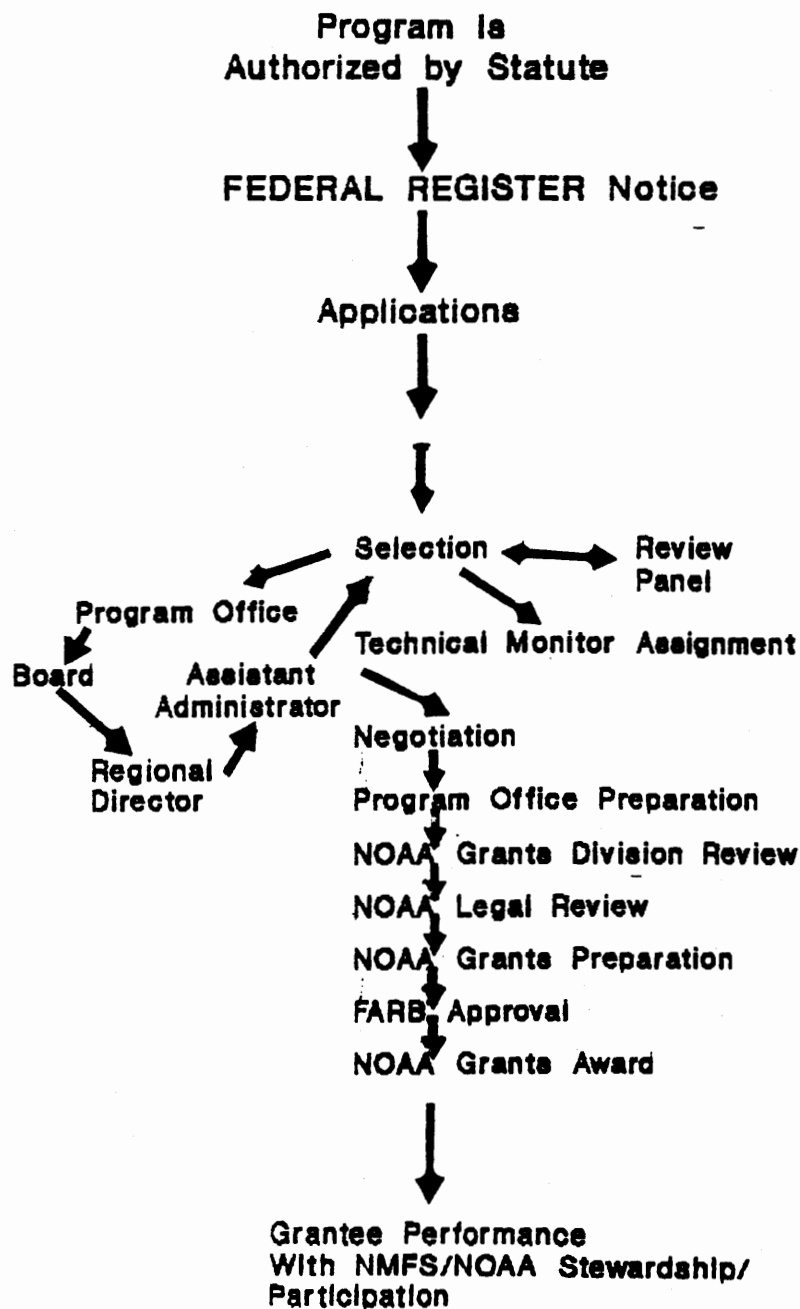 Program is
Authorized by Statute
FEDERAL REGISTER Notice
Applications
Selection
Review
Panel
Program Office
Technical Monitor Assignment
Board
Assistant
Administrator
Regional
Director
Negotiation
Program Office Preparation
NOAA Grants Division Review
NOAA Legal Review
NOAA Grants Preparation
FARB Approval
NOAA Grants Award
Grantee Performance
With NMFS/NOAA Stewardship/
Participation